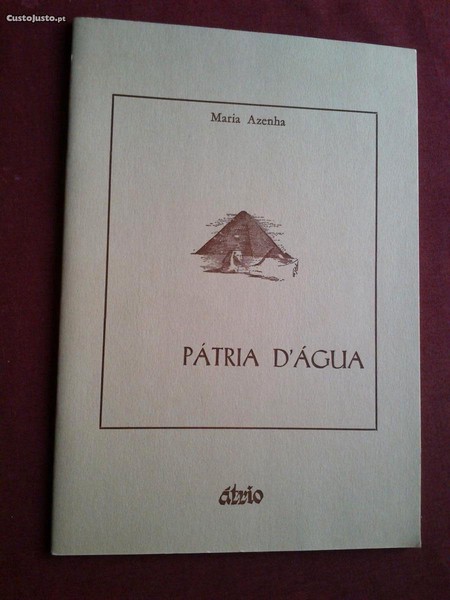 CustoJusto.pt
Maria Azenha
PÁTRIA D'ÁGUA
átrio